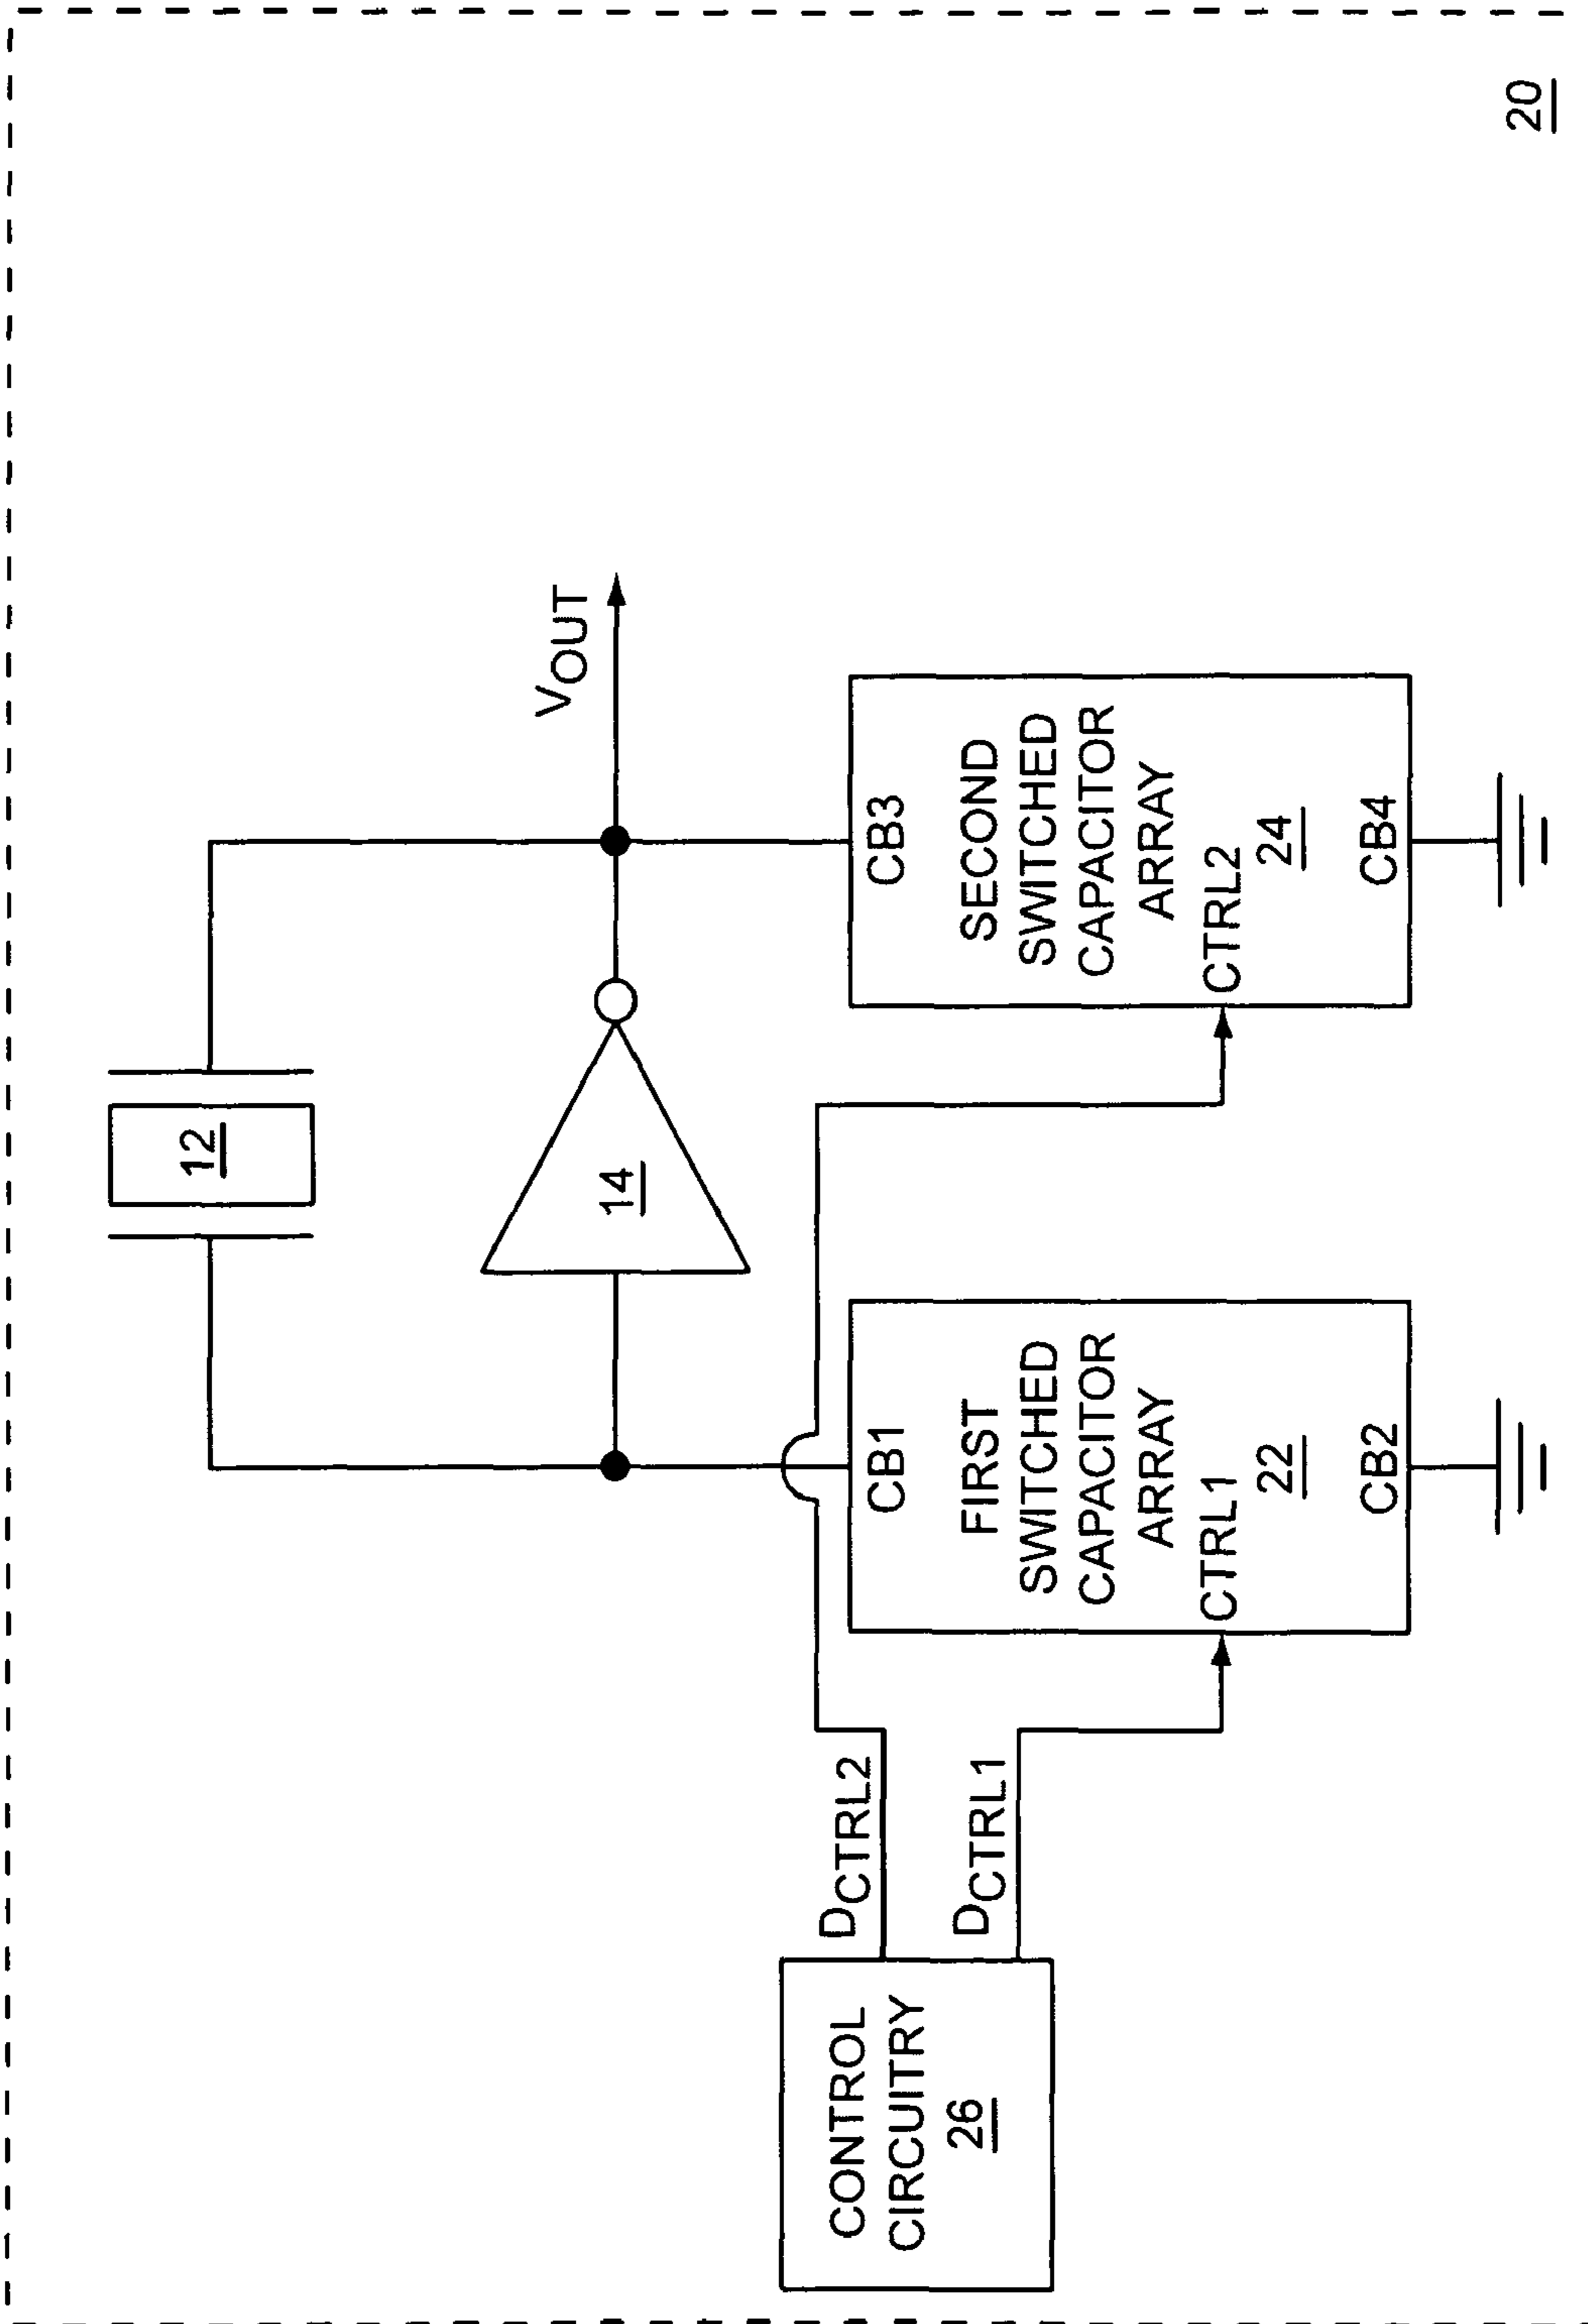 12
14
VOUT
DCTRL2
DCTRL1
CONTROL
CIRCUITRY
26
CB1
FIRST
SWITCHED
CAPACITOR
ARRAY
CTRL1
22
CB2
CB3
SECOND
SWITCHED
CAPACITOR
ARRAY
CTRL2
24
CB4
20